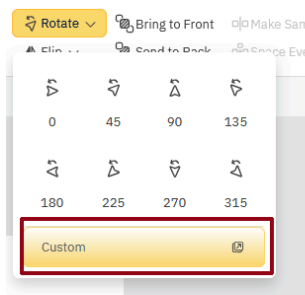 Rotate Bring to Front Make San
Flip Send to Back Space Eve
0 45 90 135
180 225 270 315
Custom